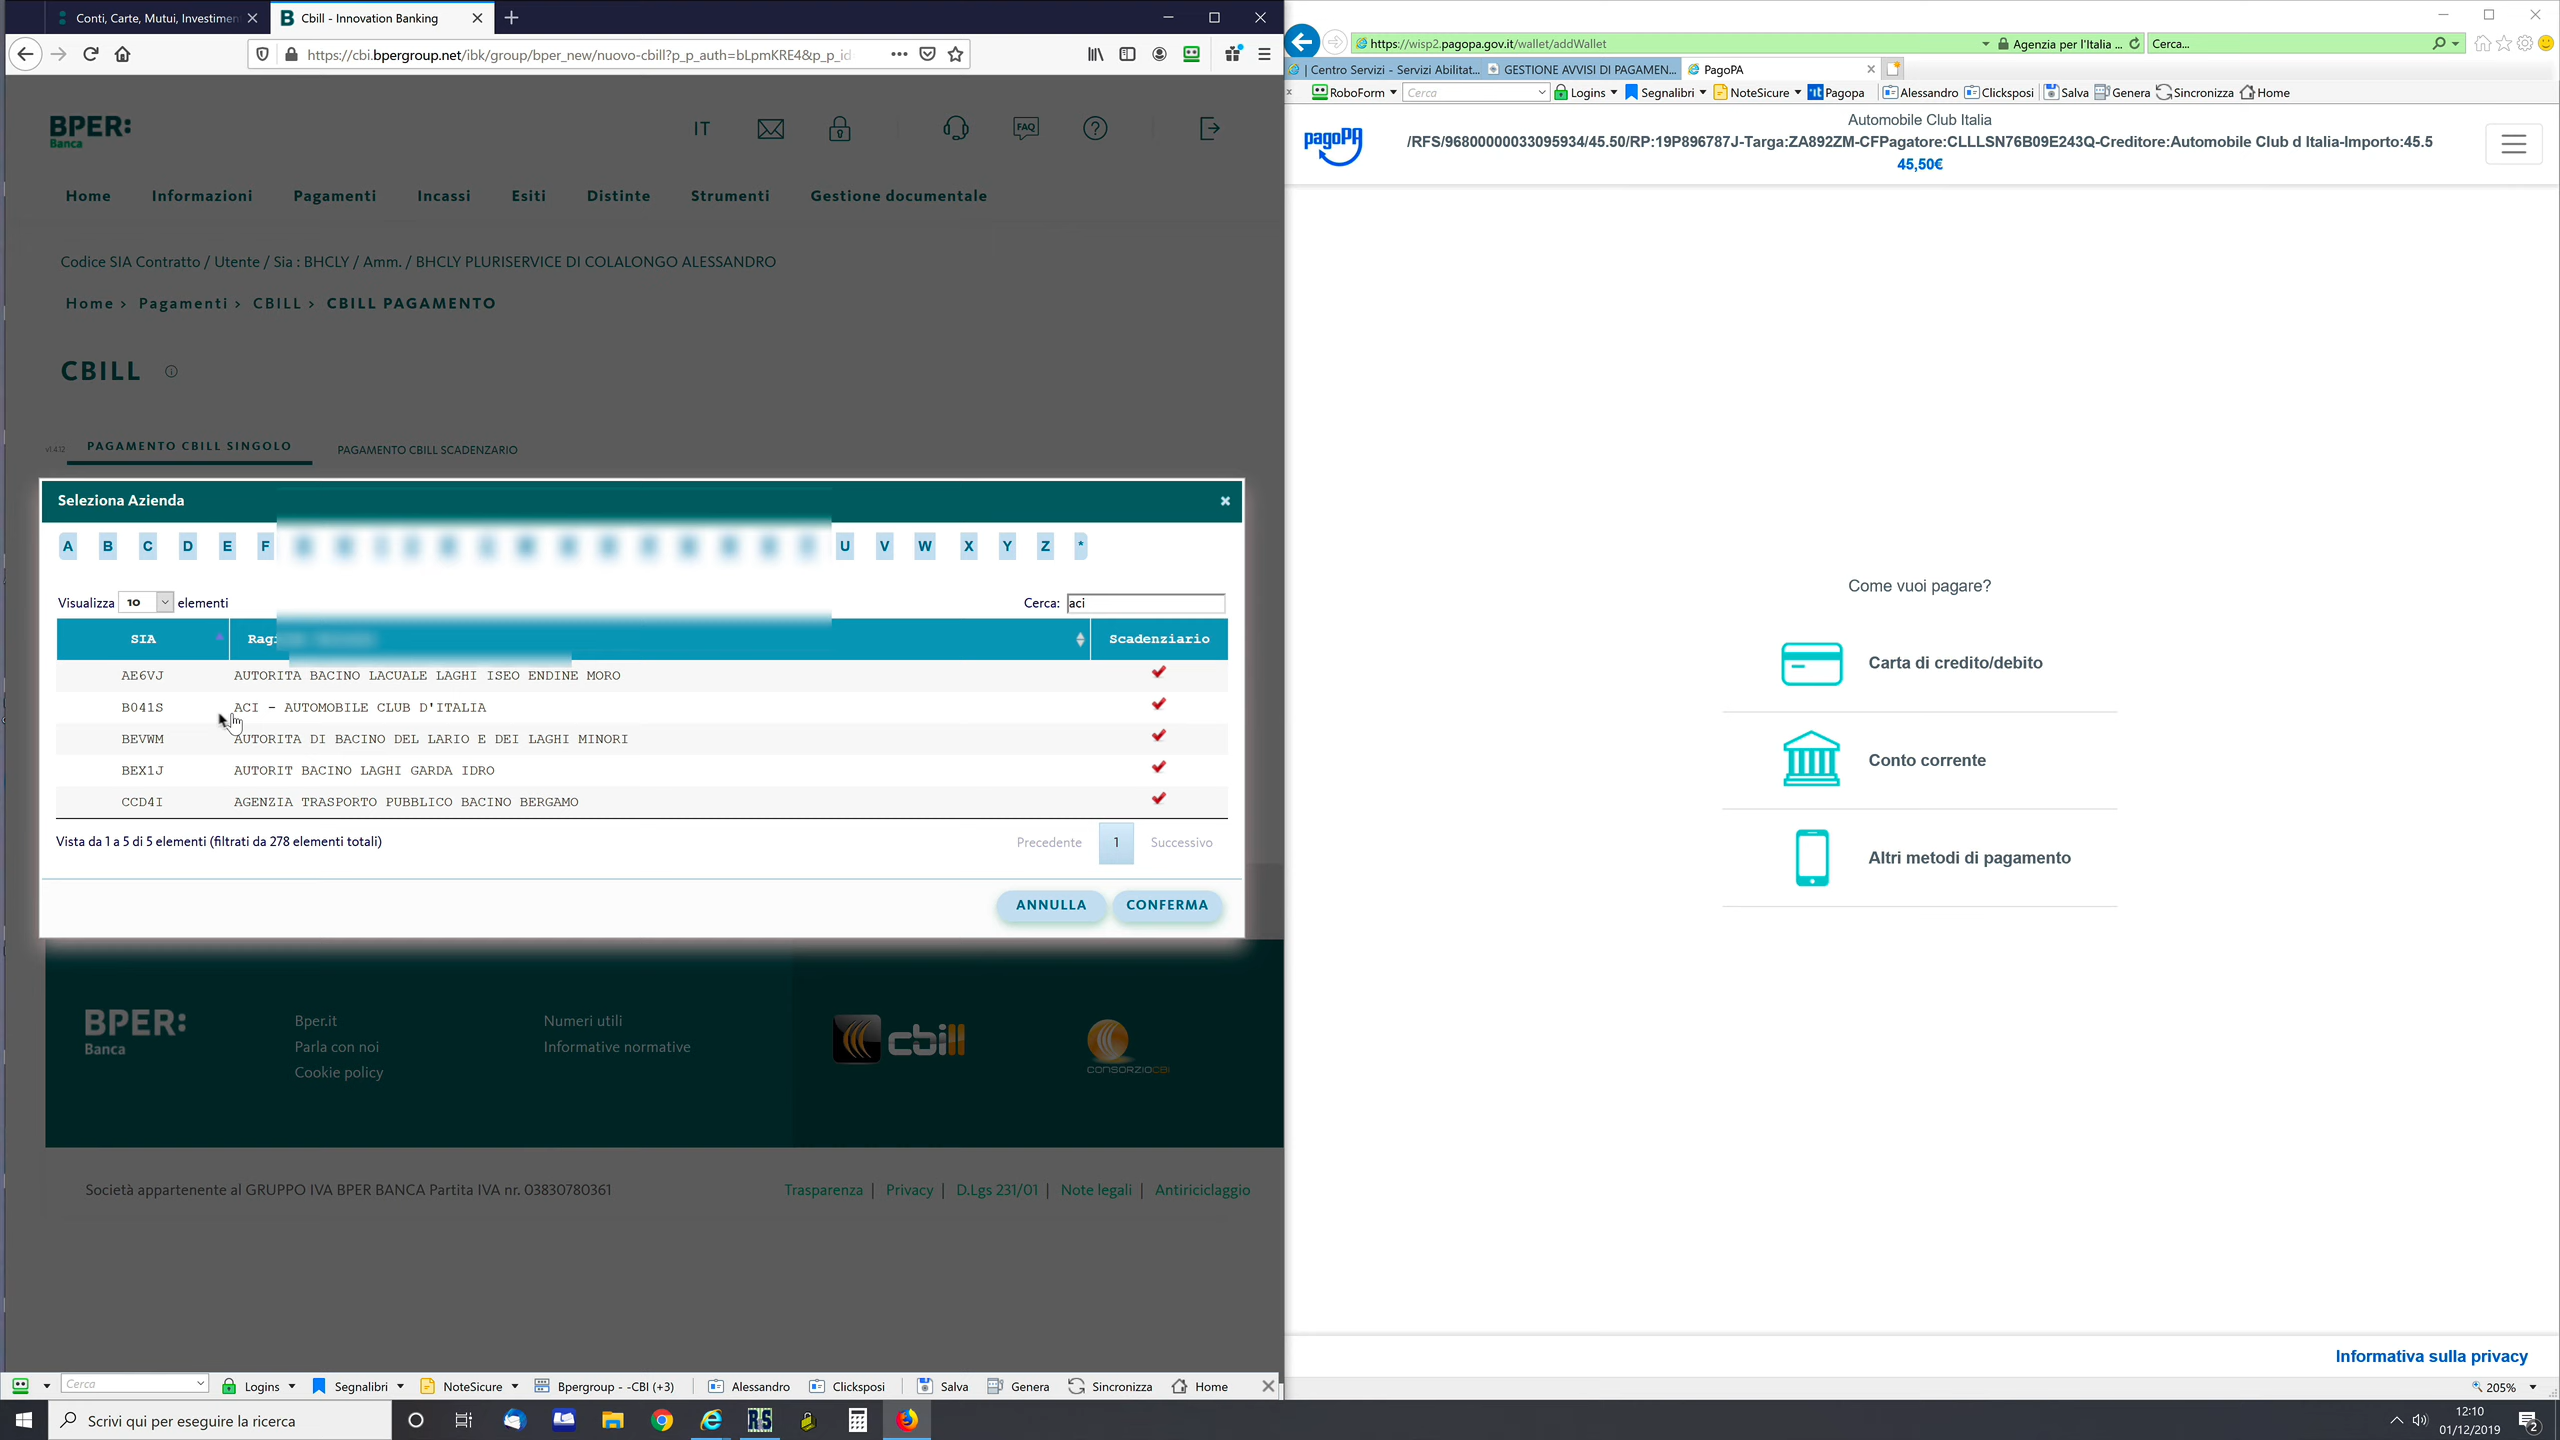 Conti, Carte, Mutui, Investimen
Cbill - Innovation Banking
https://cbi.bpergroup.net/ibk/group/bper_new/nuovo-cbill?p_p_auth=bLpmKRE4&p_p_id
BPER:
Banca
IT
FAQ
Home Informazioni Pagamenti Incassi Esiti Distinte Strumenti Gestione documentale
Codice SIA Contratto / Utente / Sia : BHCLY / Amm. / BHCLY PLURISERVICE DI COLALONGO ALESSANDRO
Home > Pagamenti > CBILL > CBILL PAGAMENTO
CBILL
v1.4.12 PAGAMENTO CBILL SINGOLO PAGAMENTO CBILL SCADENZARIO
Seleziona Azienda
A B C D E F U V W X Y Z *
Visualizza 10 elementi Cerca: aci
SIA Ragi Scadenziario
AE6VJ AUTORITA BACINO LACUALE LAGHI ISEO ENDINE MORO
B041S ACI - AUTOMOBILE CLUB D'ITALIA
BEVWM AUTORITA DI BACINO DEL LARIO E DEI LAGHI MINORI
BEX1J AUTORIT BACINO LAGHI GARDA IDRO
CCD4I AGENZIA TRASPORTO PUBBLICO BACINO BERGAMO
Vista da 1 a 5 di 5 elementi (filtrati da 278 elementi totali)
Precedente 1 Successivo
ANNULLA CONFERMA
BPER:
Banca
Bper.it
Parla con noi
Cookie policy
Numeri utili
Informative normative
cbill
CONSORZIOCBI
Società appartenente al GRUPPO IVA BPER BANCA Partita IVA nr. 03830780361
Trasparenza | Privacy | D.Lgs 231/01 | Note legali | Antiriciclaggio
Cerca Logins Segnalibri NoteSicure Bpergroup - -CBI (+3) Alessandro Clicksposi Salva Genera Sincronizza Home
https://wisp2.pagopa.gov.it/wallet/addWallet
Agenzia per l'Italia ...
Cerca...
| Centro Servizi - Servizi Abilitat...
GESTIONE AVVISI DI PAGAMEN...
PagoPA
x RoboForm Cerca Logins Segnalibri NoteSicure Pagopa Alessandro Clicksposi Salva Genera Sincronizza Home
pagoPA
Automobile Club Italia
/RFS/96800000033095934/45.50/RP:19P896787J-Targa:ZA892ZM-CFPagatore:CLLLSN76B09E243Q-Creditore:Automobile Club d Italia-Importo:45.5
45,50€
Come vuoi pagare?
Carta di credito/debito
Conto corrente
Altri metodi di pagamento
Informativa sulla privacy
205%
Scrivi qui per eseguire la ricerca
RS
12:10
01/12/2019
2